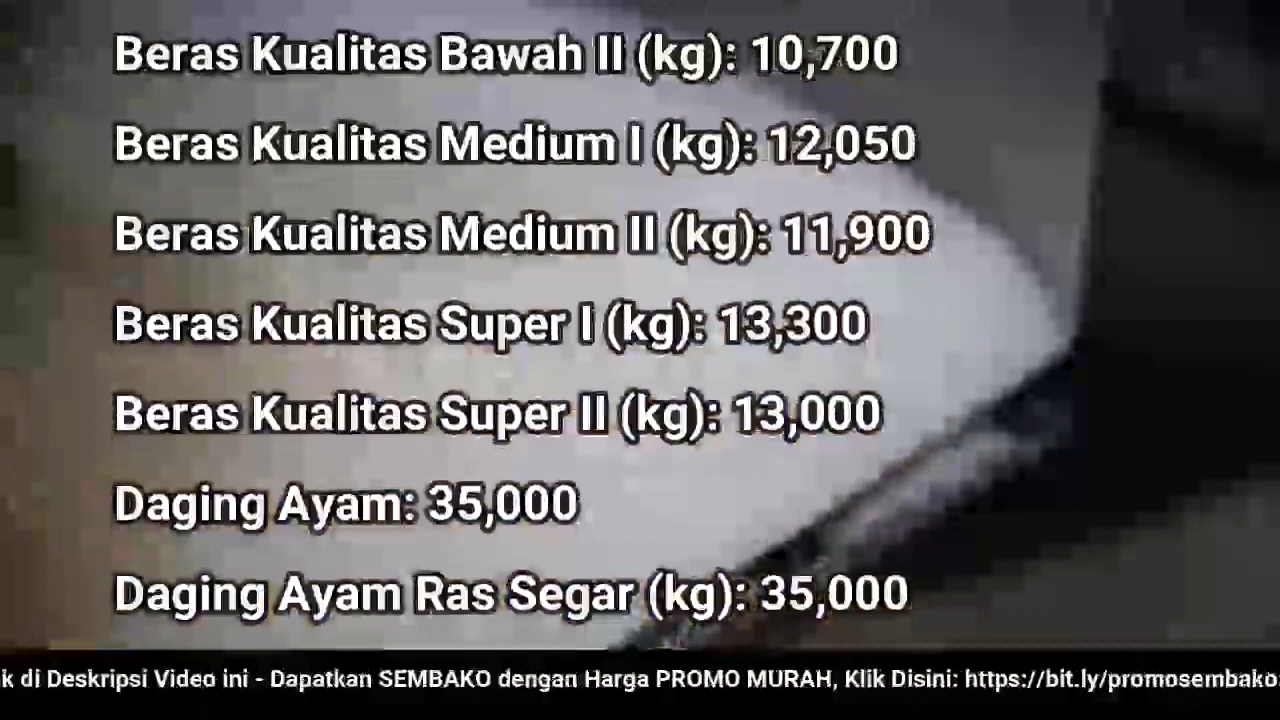 Beras Kualitas Bawah II (kg): 10,700
Beras Kualitas Medium I (kg): 12,050
Beras Kualitas Medium II (kg): 11,900
Beras Kualitas Super I (kg): 13,300
Beras Kualitas Super II (kg): 13,000
Daging Ayam: 35,000
Daging Ayam Ras Segar (kg): 35,000
k di Deskripsi Video ini - Dapatkan SEMBAKO dengan Harga PROMO MURAH, Klik Disini: https://bit.ly/promosembako